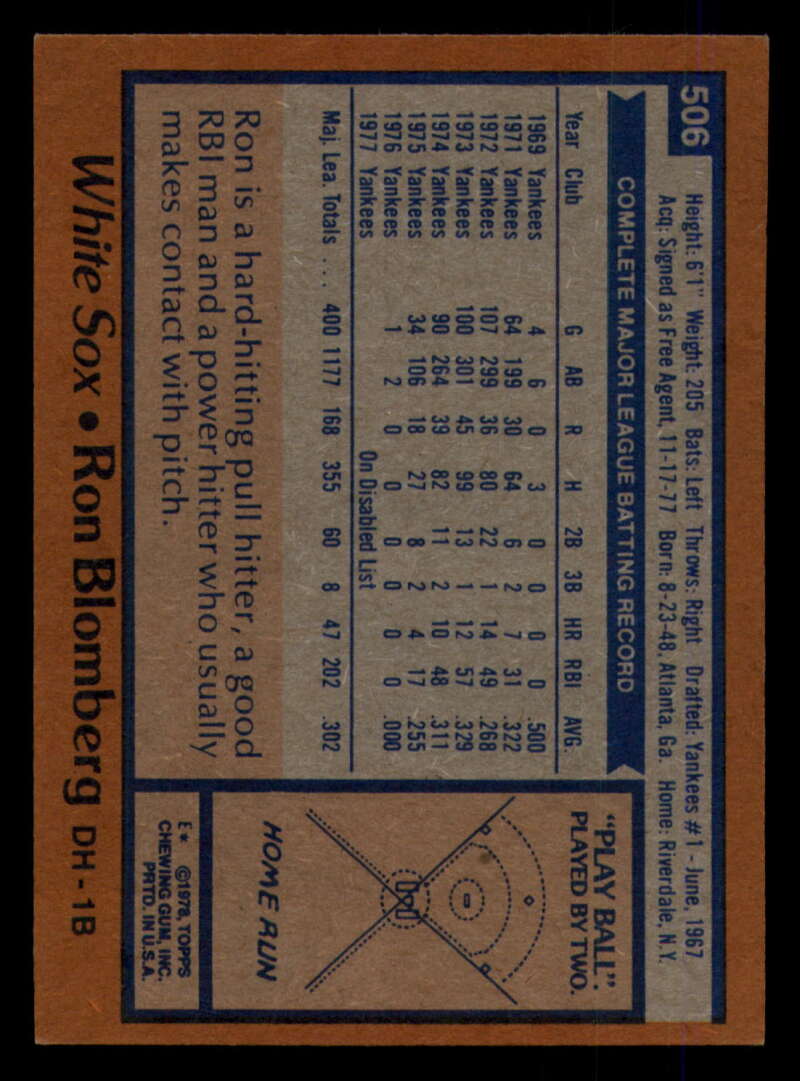 506
Height: 6'1" Weight: 205 Bats: Left Throws: Right Drafted: Yankees #1 - June, 1967
Acq: Signed as Free Agent, 11-17-77 Born: 8-23-48, Atlanta, Ga. Home: Riverdale, N.Y.
COMPLETE MAJOR LEAGUE BATTING RECORD
Year Club G AB R H 2B 3B HR RBI AVG.
1969 Yankees 4 6 0 3 0 0 0 0 .500
1971 Yankees 64 199 30 64 6 2 7 31 .322
1972 Yankees 107 299 36 80 22 1 14 49 .268
1973 Yankees 100 301 45 99 13 1 12 57 .329
1974 Yankees 90 264 39 82 11 2 10 48 .311
1975 Yankees 34 106 18 27 8 2 4 17 .255
1976 Yankees 1 2 0 0 0 0 0 0 .000
1977 Yankees On Disabled List
Maj. Lea. Totals ... 400 1177 168 355 60 8 47 202 .302
Ron is a hard-hitting pull hitter, a good
RBI man and a power hitter who usually
makes contact with pitch.
"PLAY BALL"
PLAYED BY TWO.
HOME RUN
E* ©1978, TOPPS
CHEWING GUM, INC.
PRTD. IN U.S.A.
White Sox • Ron Blomberg DH-1B